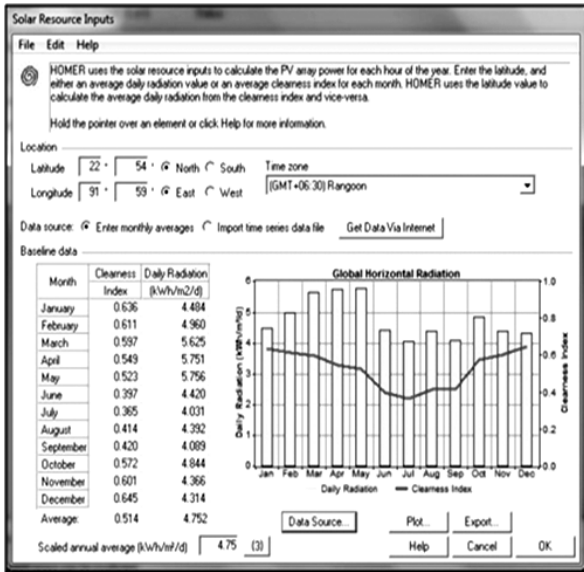 Solar Resource Inputs
File Edit Help
HOMER uses the solar resource inputs to calculate the PV array power for each hour of the year. Enter the latitude, and
either an average daily radiation value or an average clearness index for each month. HOMER uses the latitude value to
calculate the average daily radiation from the clearness index and vice-versa.
Hold the pointer over an element or click Help for more information.
Location
Latitude 22 ° 54 ' North South Time zone
Longitude 91 ° 59 ' East West (GMT+06:30) Rangoon
Data source: Enter monthly averages Import time series data file Get Data Via Internet
Baseline data
Month Clearness Index Daily Radiation (kWh/m2/d)
January 0.636 4.484
February 0.611 4.960
March 0.597 5.625
April 0.549 5.751
May 0.523 5.756
June 0.397 4.420
July 0.365 4.031
August 0.414 4.392
September 0.420 4.089
October 0.572 4.844
November 0.601 4.366
December 0.645 4.314
Average: 0.514 4.752
Scaled annual average (kWh/m²/d) 4.75 {3}
Global Horizontal Radiation
Daily Radiation (kWh/m²/d)
6
5
4
3
2
1
0
Jan Feb Mar Apr May Jun Jul Aug Sep Oct Nov Dec
1.0
0.8
0.6
0.4
0.2
0.0
Clearness Index
Daily Radiation Clearness Index
Data Source... Plot... Export...
Help Cancel OK